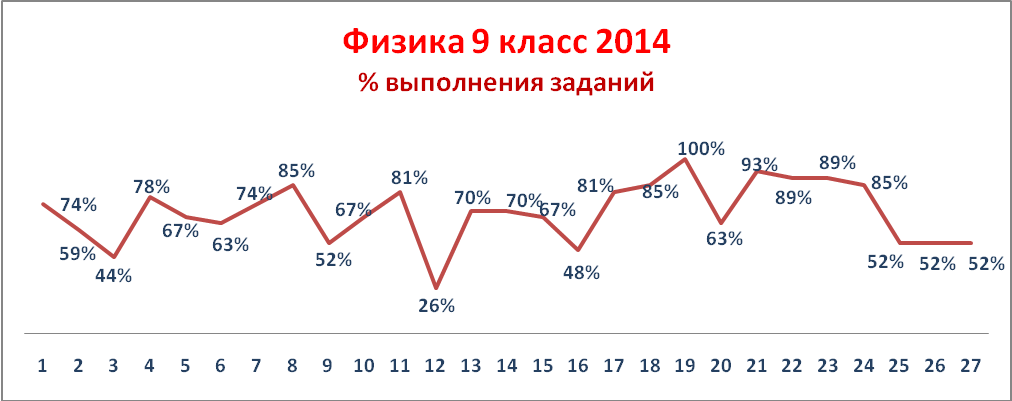 Физика 9 класс 2014
% выполнения заданий
74% 59% 44% 78% 67% 63% 74% 85% 52% 67% 81% 26% 70% 70% 67% 48% 81% 85% 100% 63% 93% 89% 89% 85% 52% 52% 52%
1 2 3 4 5 6 7 8 9 10 11 12 13 14 15 16 17 18 19 20 21 22 23 24 25 26 27